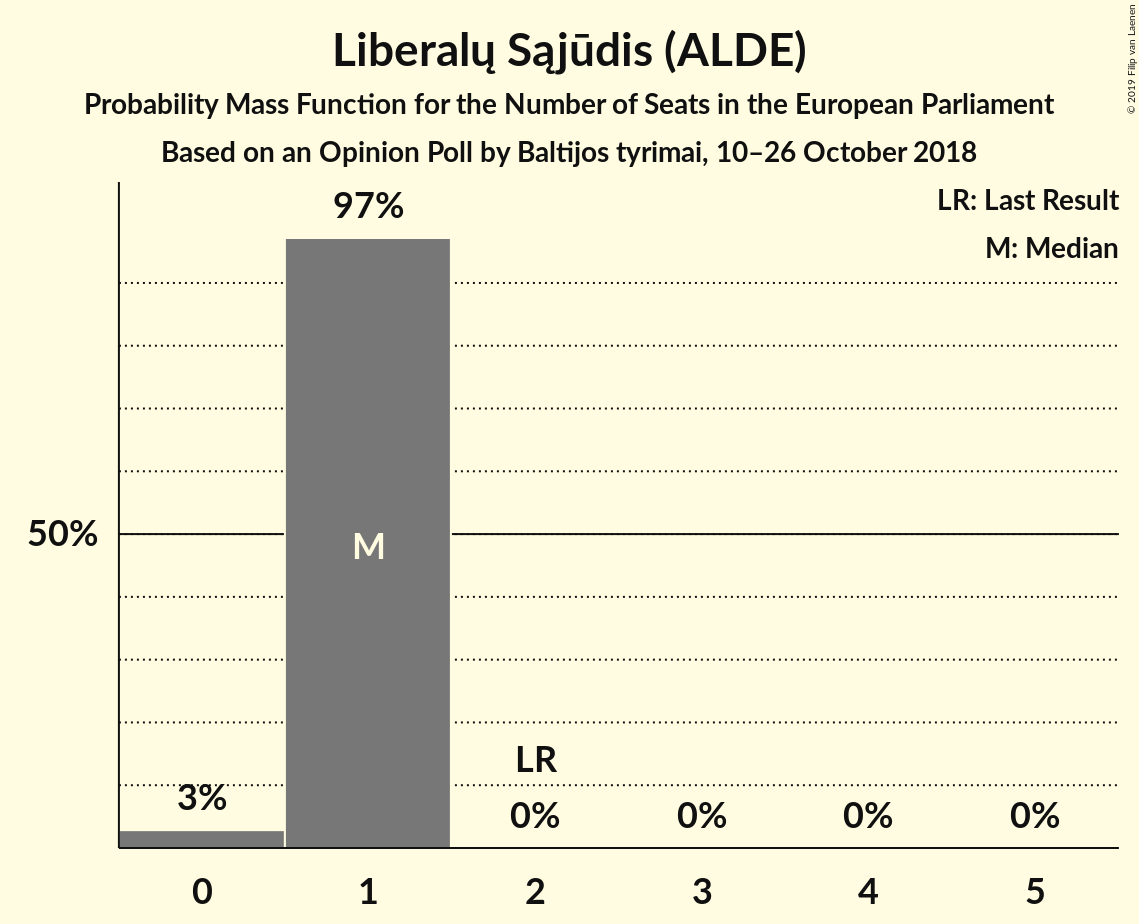 Liberalų Sąjūdis (ALDE)
Probability Mass Function for the Number of Seats in the European Parliament
Based on an Opinion Poll by Baltijos tyrimai, 10–26 October 2018
© 2019 Filip van Laenen
LR: Last Result
M: Median
97%
50%
M
LR
3%
0%
0%
0%
0%
0
1
2
3
4
5